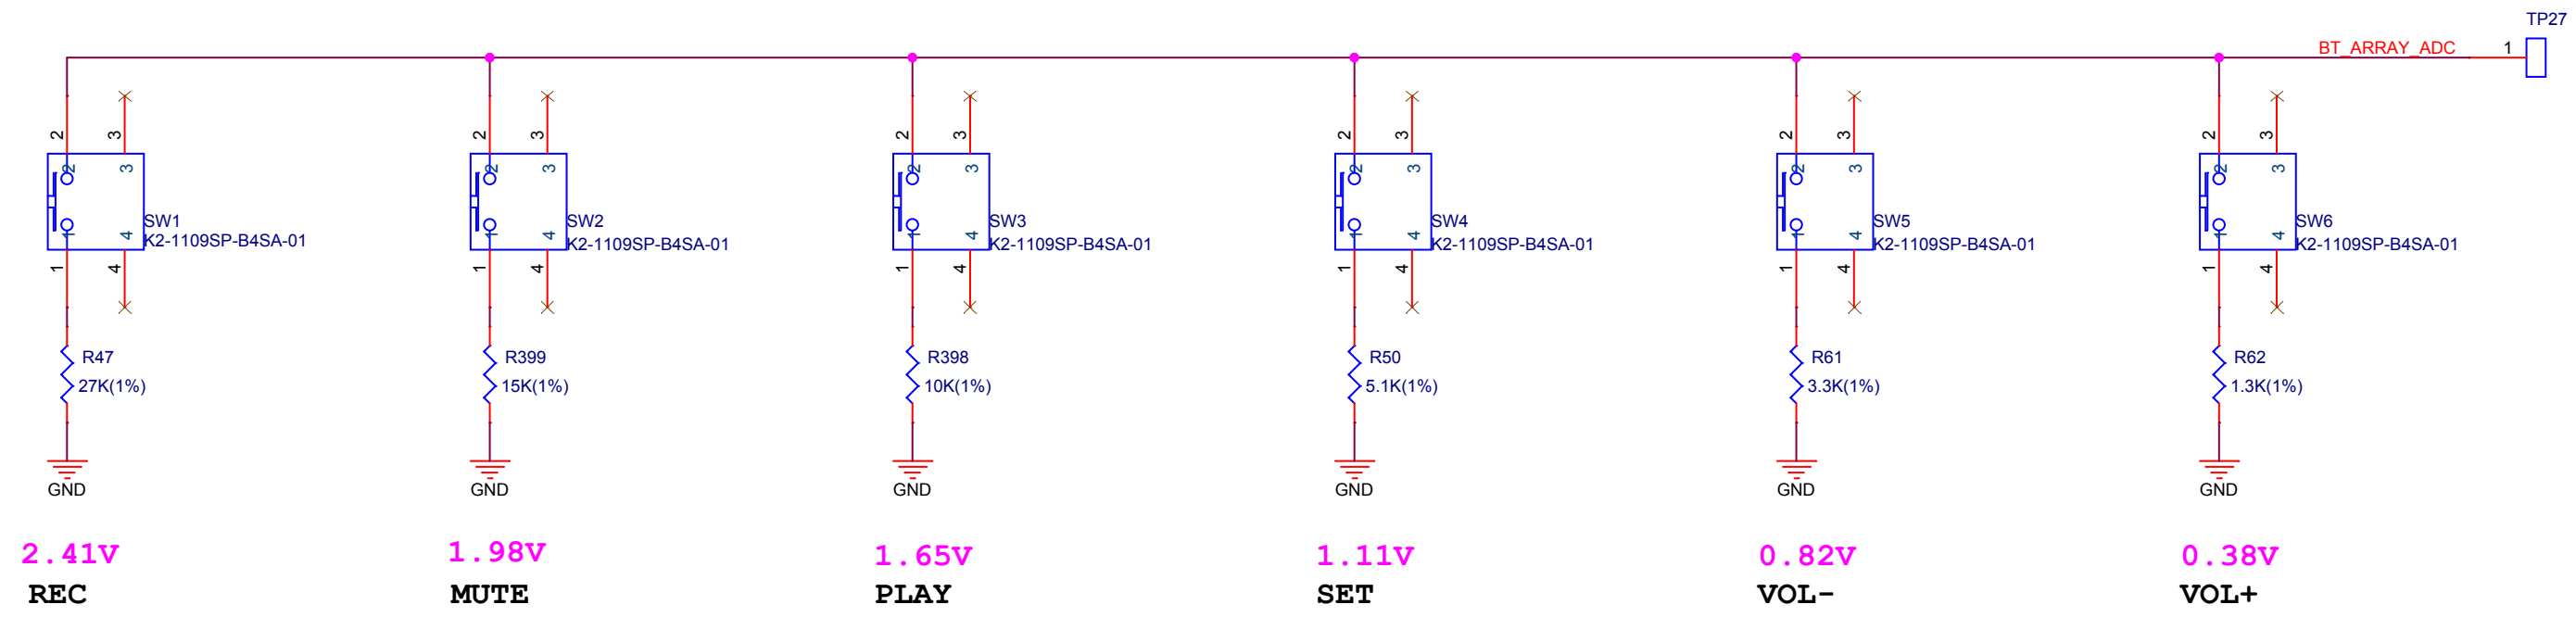 TP27
BT_ARRAY_ADC 1
2 3 2 3 2 3 2 3 2 3 2 3
2 3 2 3 2 3 2 3 2 3 2 3
SW1 SW2 SW3 SW4 SW5 SW6
1 4 1 4 1 4 1 4 1 4 1 4
K2-1109SP-B4SA-01 K2-1109SP-B4SA-01 K2-1109SP-B4SA-01 K2-1109SP-B4SA-01 K2-1109SP-B4SA-01 K2-1109SP-B4SA-01
1 4 1 4 1 4 1 4 1 4 1 4
R47 R399 R398 R50 R61 R62
27K(1%) 15K(1%) 10K(1%) 5.1K(1%) 3.3K(1%) 1.3K(1%)
GND GND GND GND GND GND
2.41V 1.98V 1.65V 1.11V 0.82V 0.38V
REC MUTE PLAY SET VOL- VOL+